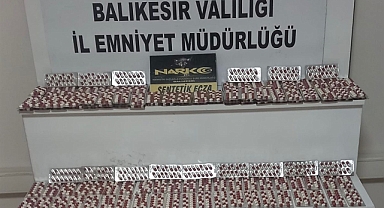 BALIKESİR VALİLİĞİ
İL EMNİYET MÜDÜRLÜĞÜ
NARKO
SENTETİK ECZA